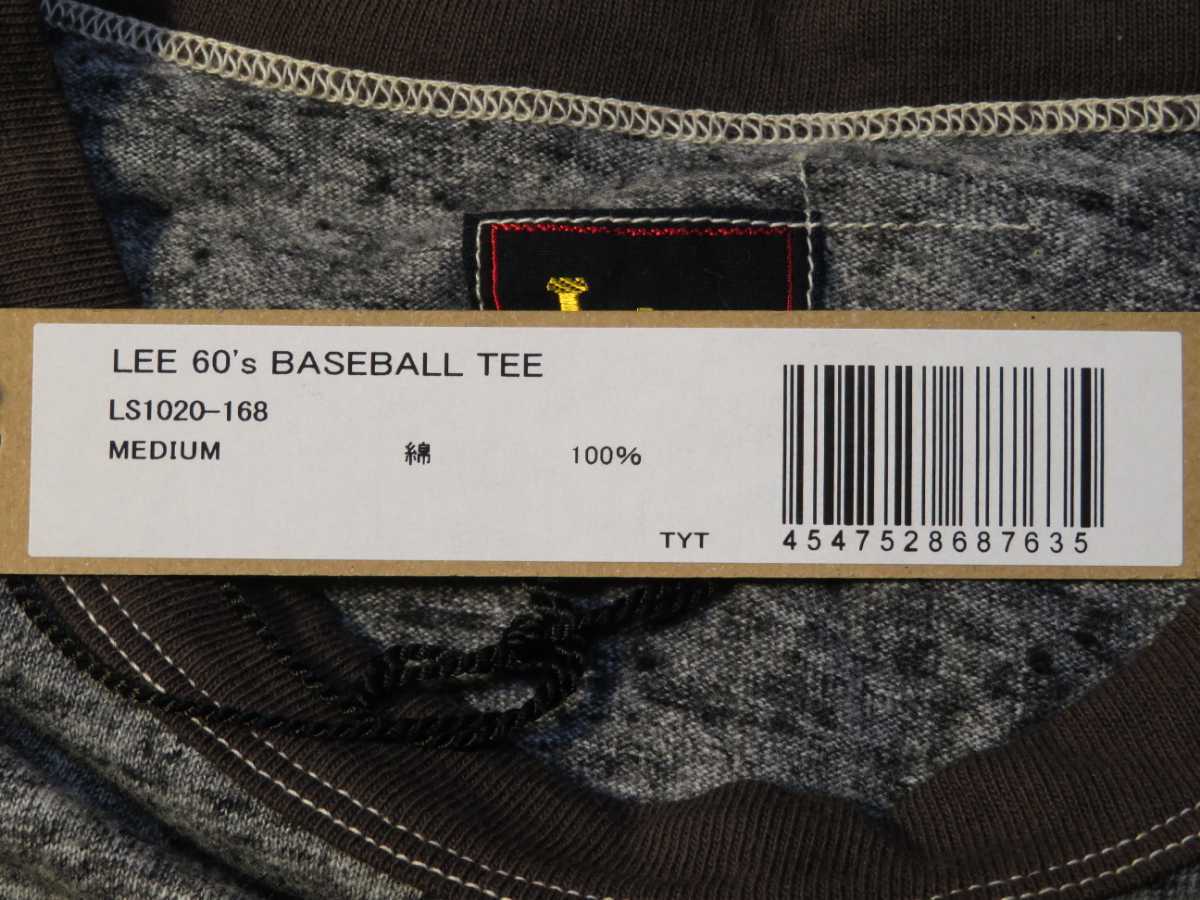 LEE 60's BASEBALL TEE
LS1020-168
MEDIUM 綿 100%
TYT
4547528687635